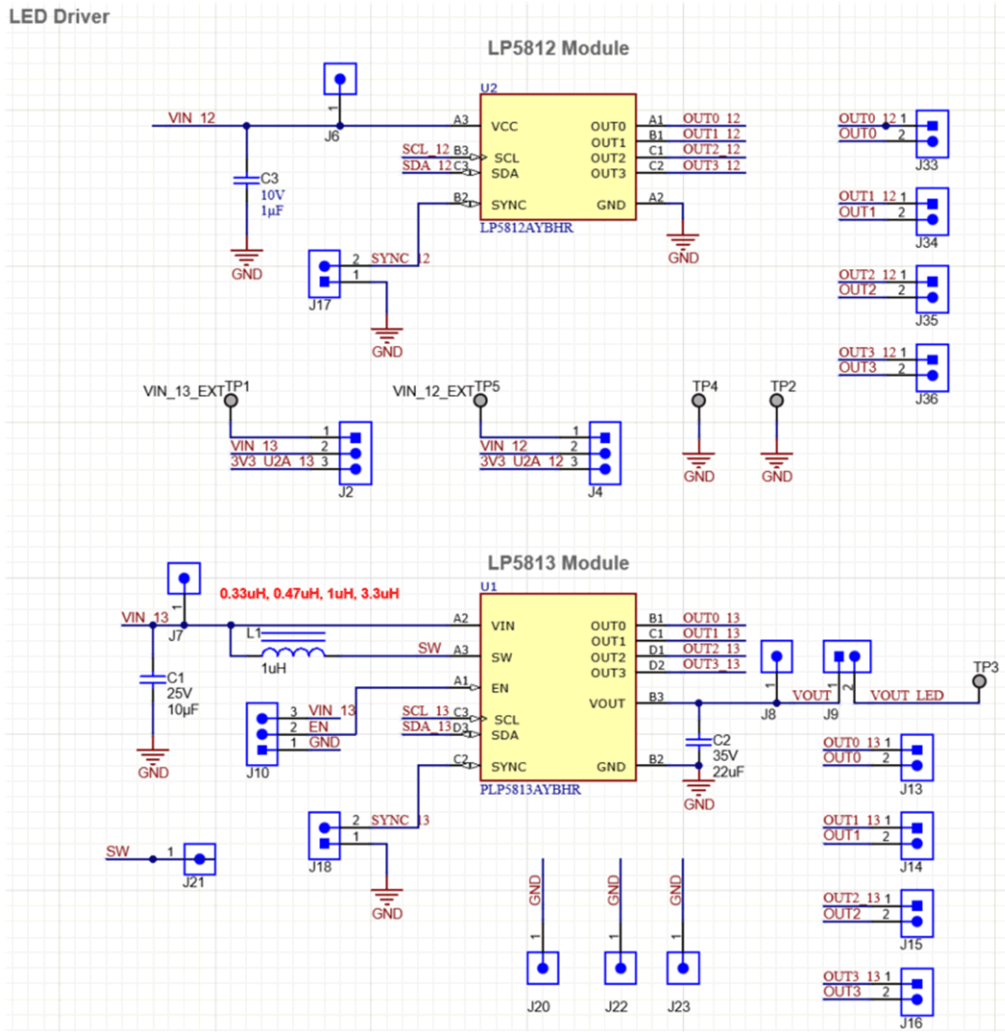 LED Driver
LP5812 Module
U2
VIN_12
1
J6
A3 VCC
SCL_12 B3 SCL
SDA_12 C3 SDA
B2 SYNC
OUT0 A1 OUT0_12
OUT1 B1 OUT1_12
OUT2 C1 OUT2_12
OUT3 C2 OUT3_12
GND A2
LP5812AYBHR
GND
C3
10V
1µF
GND
2 SYNC_12
1
J17
GND
OUT0_12 1
OUT0 2
J33
OUT1_12 1
OUT1 2
J34
OUT2_12 1
OUT2 2
J35
OUT3_12 1
OUT3 2
J36
VIN_13_EXT TP1
1
VIN_13 2
3V3_U2A_13 3
J2
VIN_12_EXT TP5
1
VIN_12 2
3V3_U2A_12 3
J4
TP4
GND
TP2
GND
LP5813 Module
U1
0.33uH, 0.47uH, 1uH, 3.3uH
VIN_13
1
J7
L1
1uH
SW
A2 VIN
A3 SW
A1 EN
SCL_13 C3 SCL
SDA_13 D3 SDA
C2 SYNC
OUT0 B1 OUT0_13
OUT1 C1 OUT1_13
OUT2 D1 OUT2_13
OUT3 D2 OUT3_13
VOUT B3
GND B2
PLP5813AYBHR
C1
25V
10µF
GND
3 VIN_13
2 EN
1 GND
J10
2 SYNC_13
1
J18
GND
SW 1
J21
C2
35V
22uF
GND
1
J8
VOUT
1
2
J9
VOUT_LED
TP3
OUT0_13 1
OUT0 2
J13
OUT1_13 1
OUT1 2
J14
OUT2_13 1
OUT2 2
J15
OUT3_13 1
OUT3 2
J16
GND
1
J20
GND
1
J22
GND
1
J23